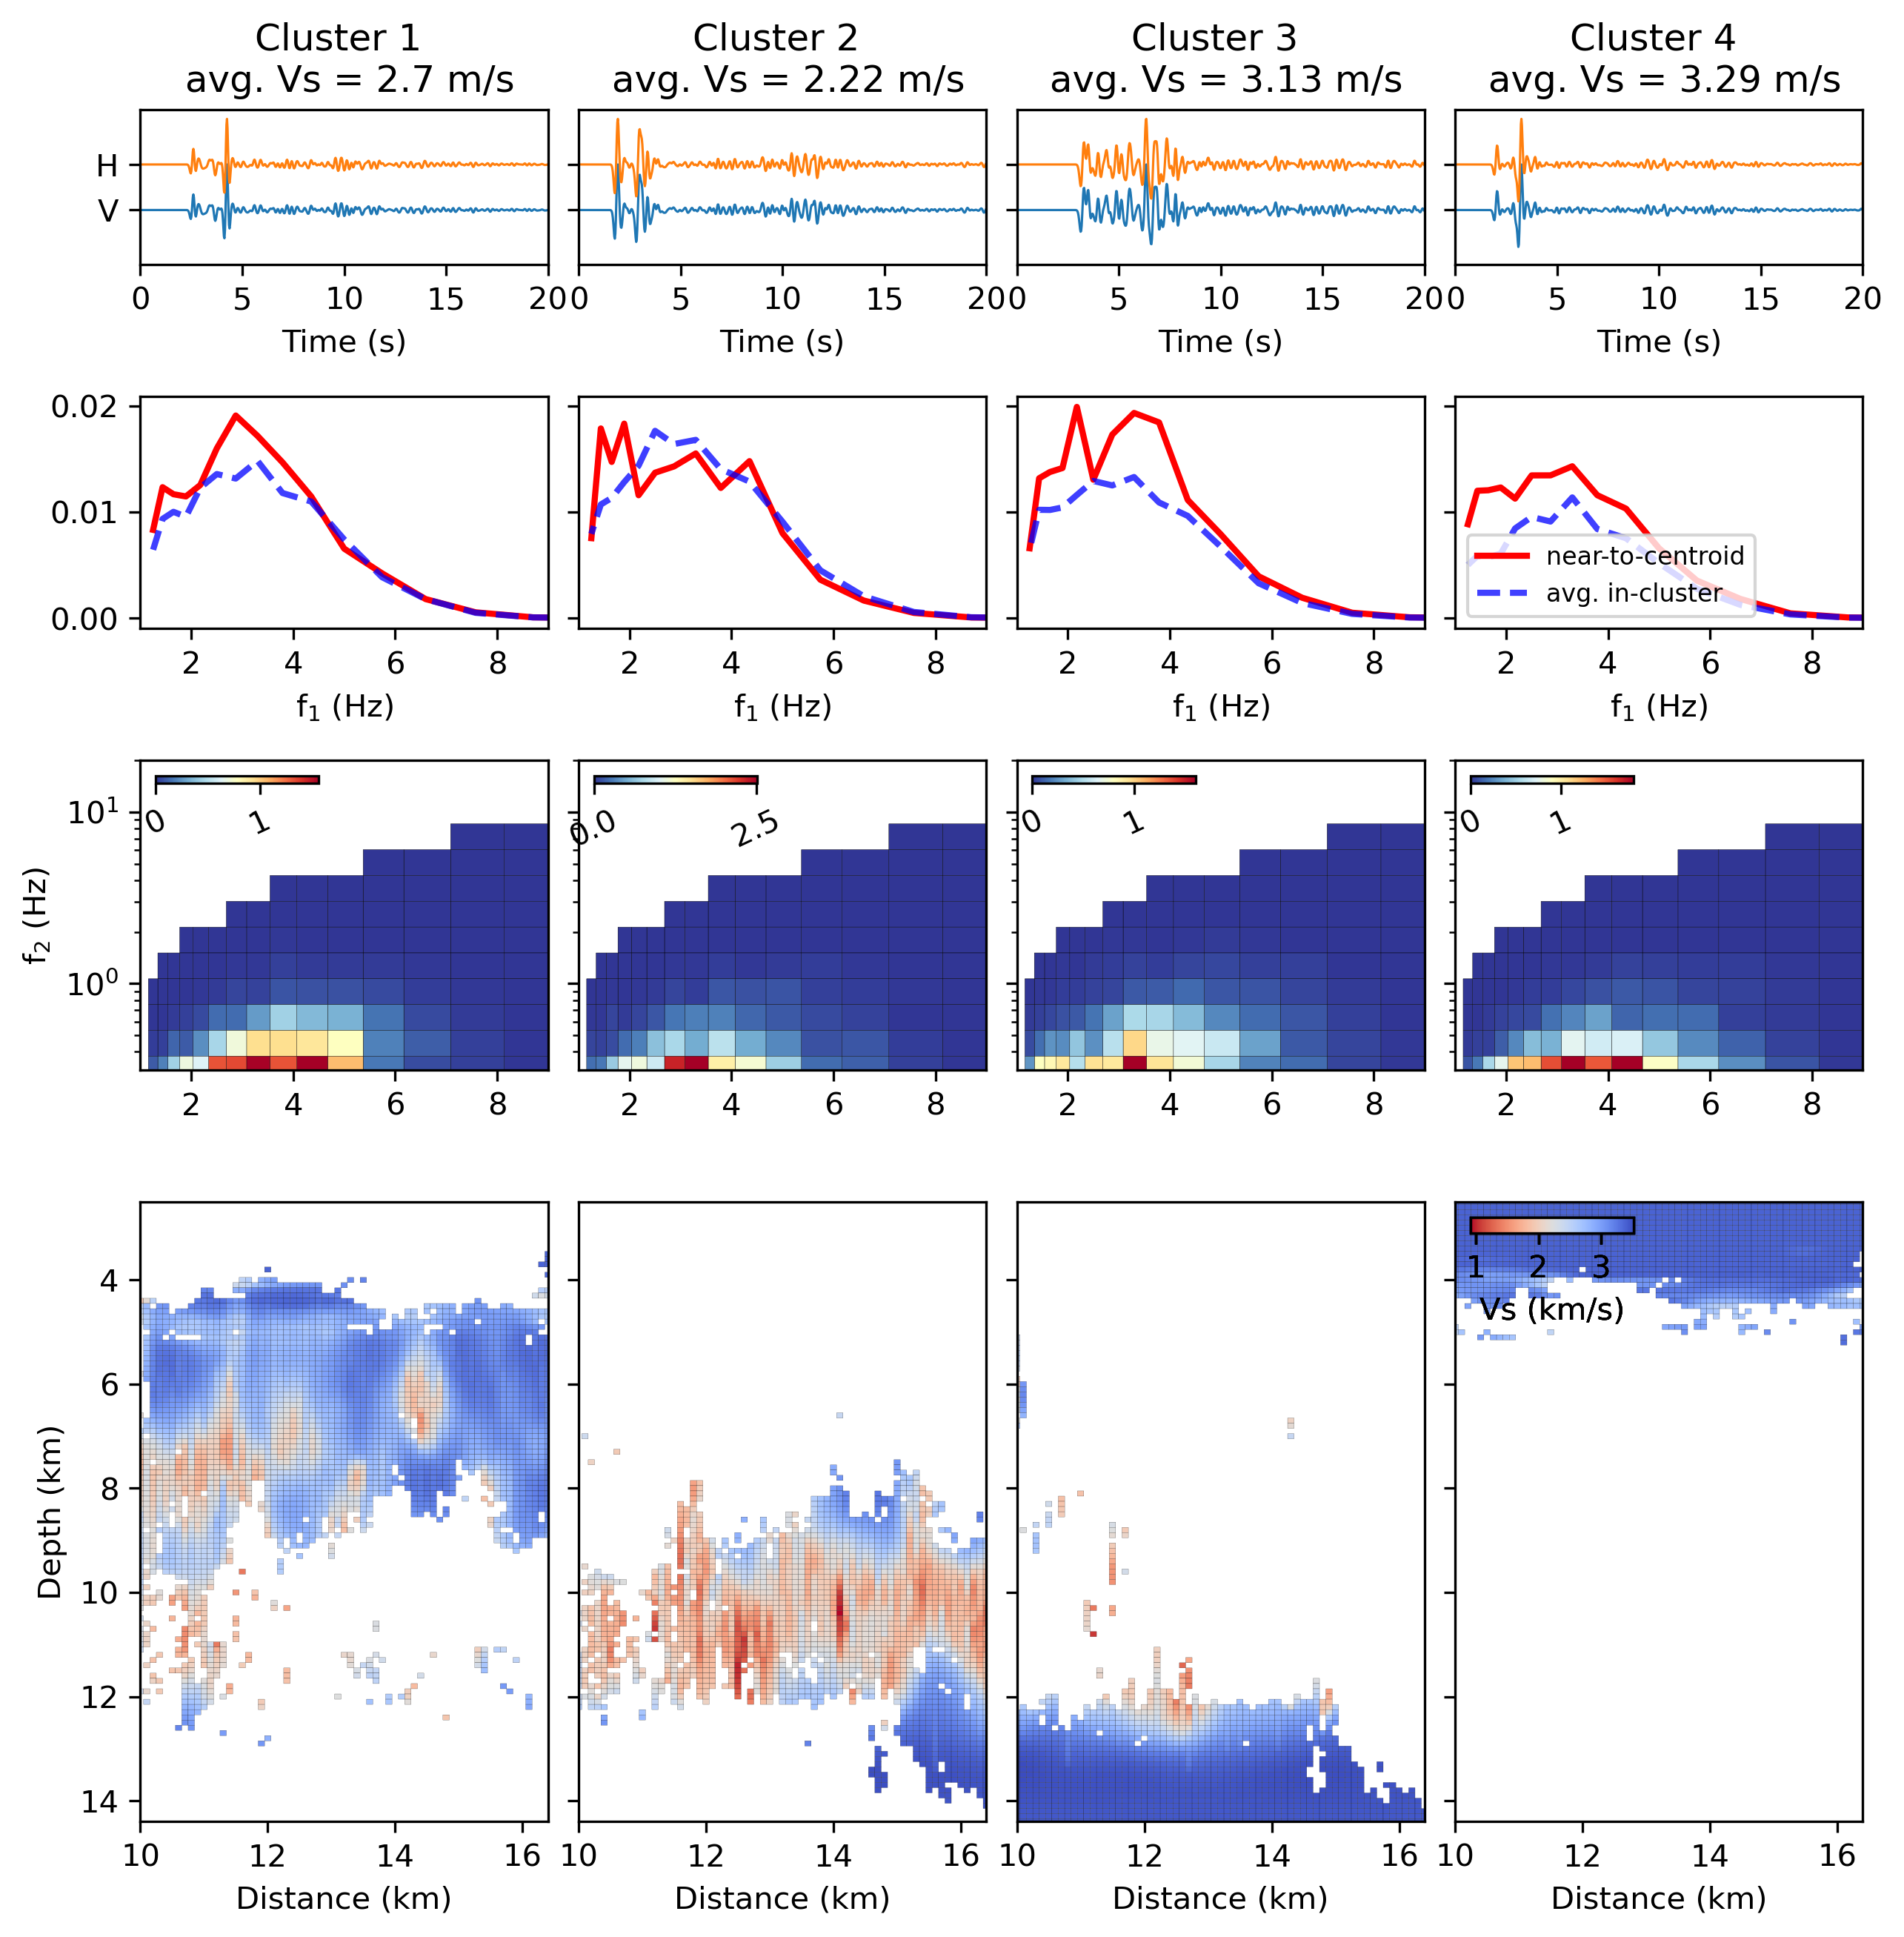 Cluster 1 Cluster 2 Cluster 3 Cluster 4
avg. Vs = 2.7 m/s avg. Vs = 2.22 m/s avg. Vs = 3.13 m/s avg. Vs = 3.29 m/s
H
V
0 5 10 15 20 0 5 10 15 20 0 5 10 15 20 0 5 10 15 20
Time (s) Time (s) Time (s) Time (s)
0.02
0.01
0.00
near-to-centroid
avg. in-cluster
2 4 6 8 2 4 6 8 2 4 6 8 2 4 6 8
f₁ (Hz) f₁ (Hz) f₁ (Hz) f₁ (Hz)
f₂ (Hz)
10¹
10⁰
0 1 0.0 2.5 0 1 0 1
2 4 6 8 2 4 6 8 2 4 6 8 2 4 6 8
Depth (km)
4
6
8
10
12
14
1 2 3
Vs (km/s)
10 12 14 16 10 12 14 16 10 12 14 16 10 12 14 16
Distance (km) Distance (km) Distance (km) Distance (km)